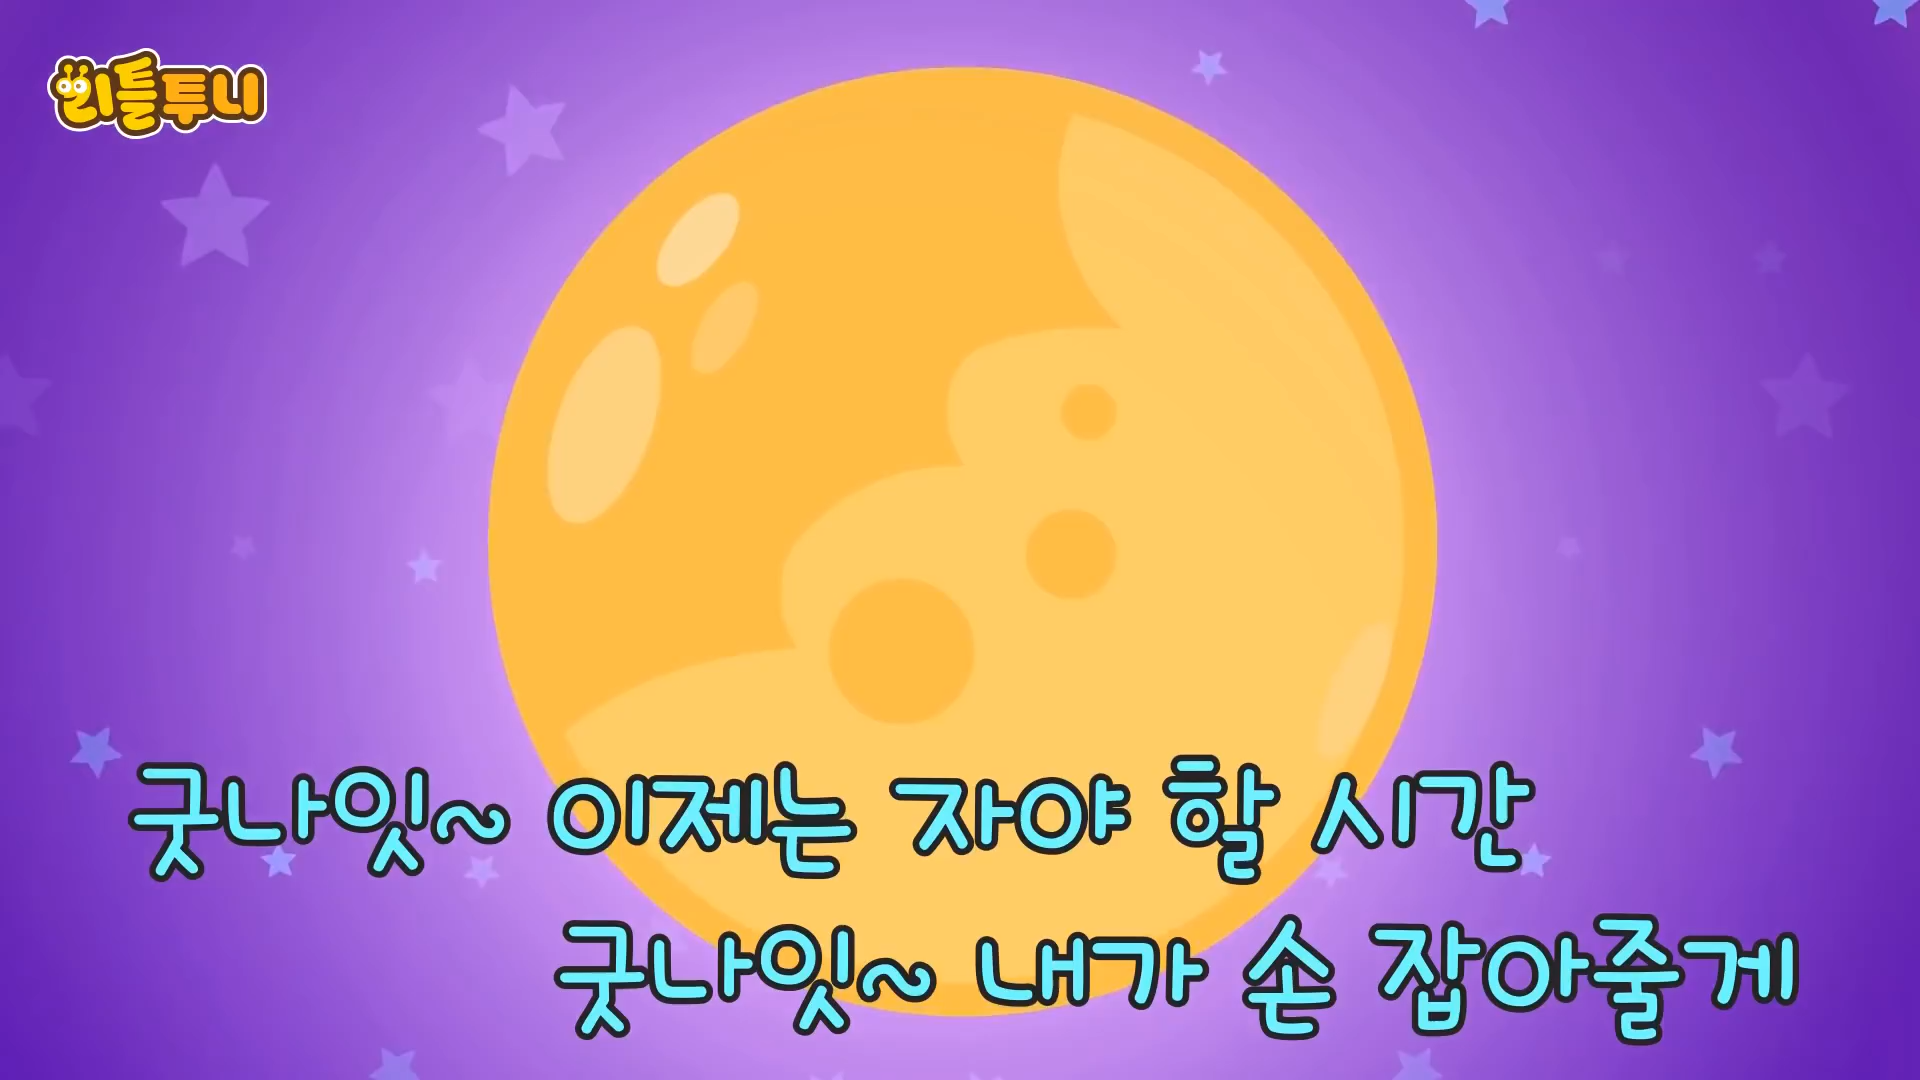 리틀투니
굿나잇~ 이제는 자야 할 시간
굿나잇~ 내가 손 잡아줄게